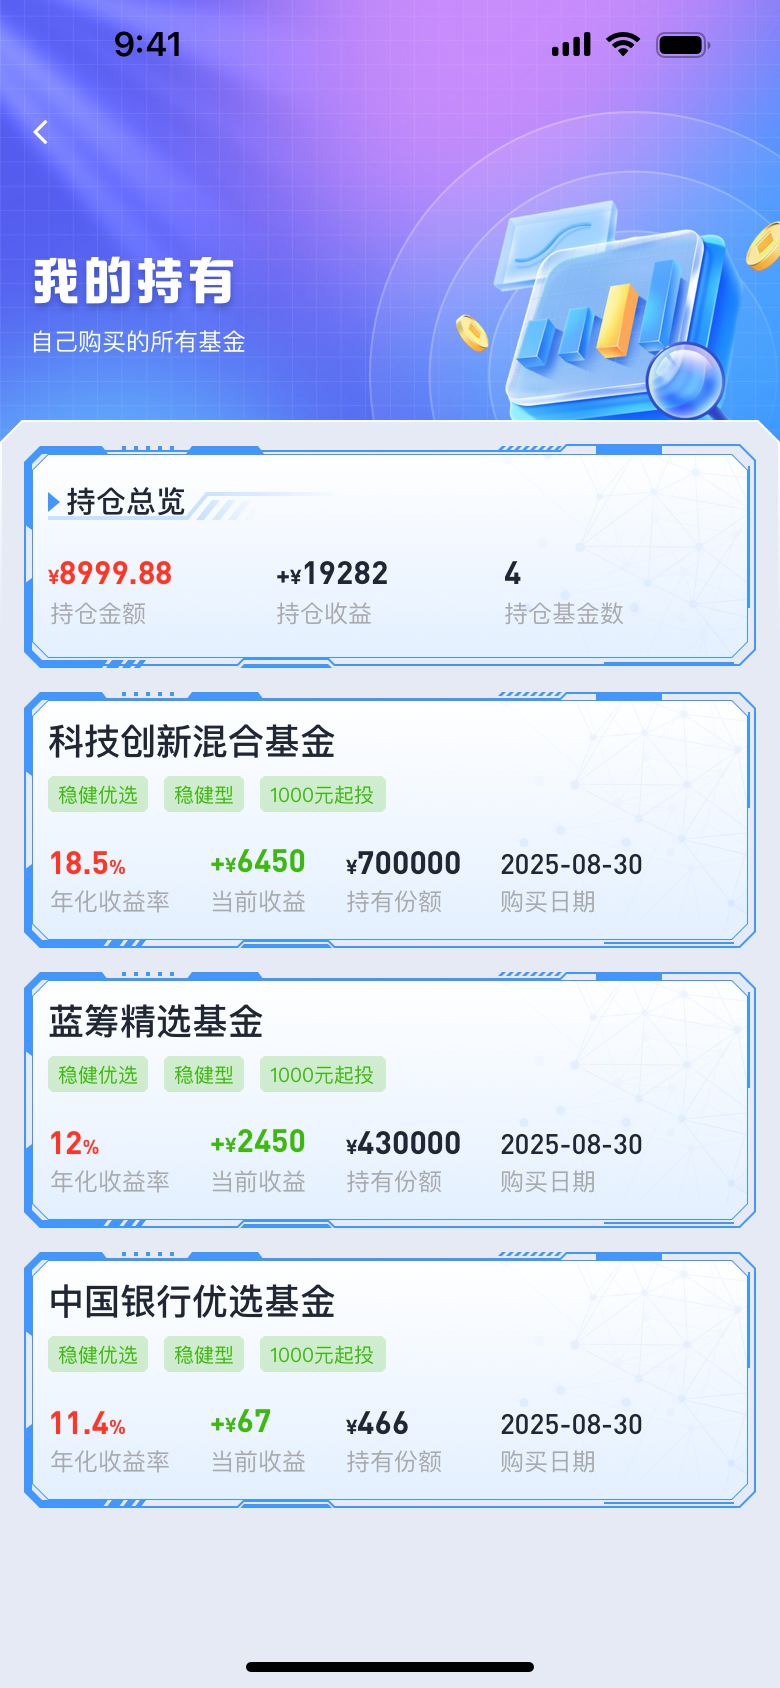 9:41
我的持有
自己购买的所有基金
持仓总览
¥8999.88 +¥19282 4
持仓金额 持仓收益 持仓基金数
科技创新混合基金
稳健优选 稳健型 1000元起投
18.5% +¥6450 ¥700000 2025-08-30
年化收益率 当前收益 持有份额 购买日期
蓝筹精选基金
稳健优选 稳健型 1000元起投
12% +¥2450 ¥430000 2025-08-30
年化收益率 当前收益 持有份额 购买日期
中国银行优选基金
稳健优选 稳健型 1000元起投
11.4% +¥67 ¥466 2025-08-30
年化收益率 当前收益 持有份额 购买日期